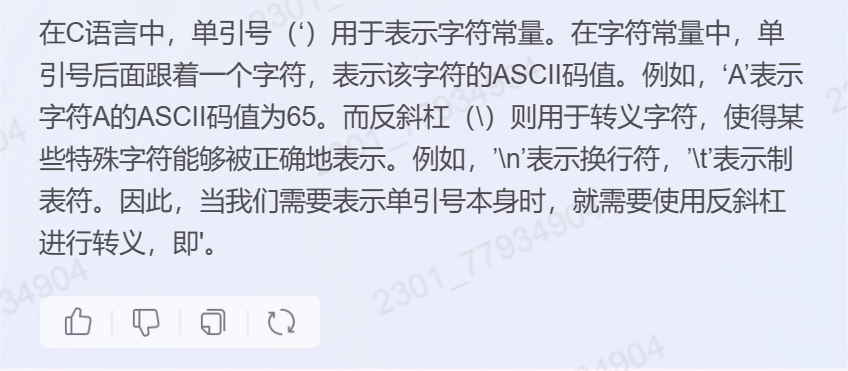 在C语言中，单引号（‘）用于表示字符常量。在字符常量中，单
引号后面跟着一个字符，表示该字符的ASCII码值。例如，‘A’表示
字符A的ASCII码值为65。而反斜杠（\）则用于转义字符，使得某
些特殊字符能够被正确地表示。例如，’\n’表示换行符，’\t’表示制
表符。因此，当我们需要表示单引号本身时，就需要使用反斜杠
进行转义，即'。
2301_77934904